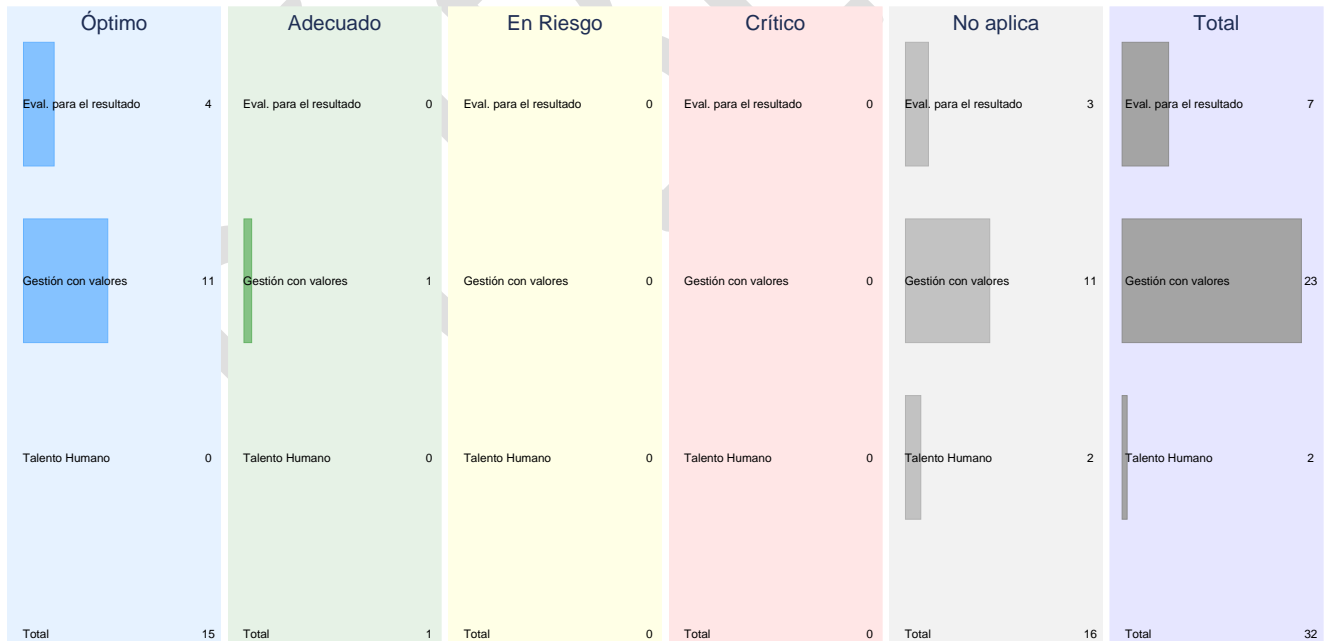 Óptimo Adecuado En Riesgo Crítico No aplica Total
Eval. para el resultado 4 Eval. para el resultado 0 Eval. para el resultado 0 Eval. para el resultado 0 Eval. para el resultado 3 Eval. para el resultado 7
Gestión con valores 11 Gestión con valores 1 Gestión con valores 0 Gestión con valores 0 Gestión con valores 11 Gestión con valores 23
Talento Humano 0 Talento Humano 0 Talento Humano 0 Talento Humano 0 Talento Humano 2 Talento Humano 2
Total 15 Total 1 Total 0 Total 0 Total 16 Total 32